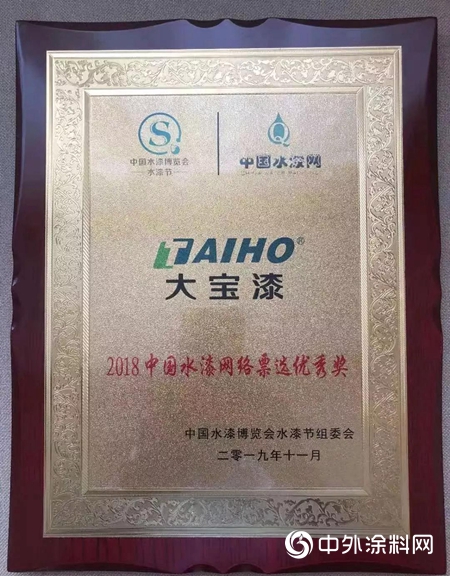 S
中国水漆博览会
水漆节
Q
中国水漆网
TAIHO®
大宝漆
2018中国水漆网络票选优秀奖
中国水漆博览会水漆节组委会
二零一九年十一月
中外涂料网